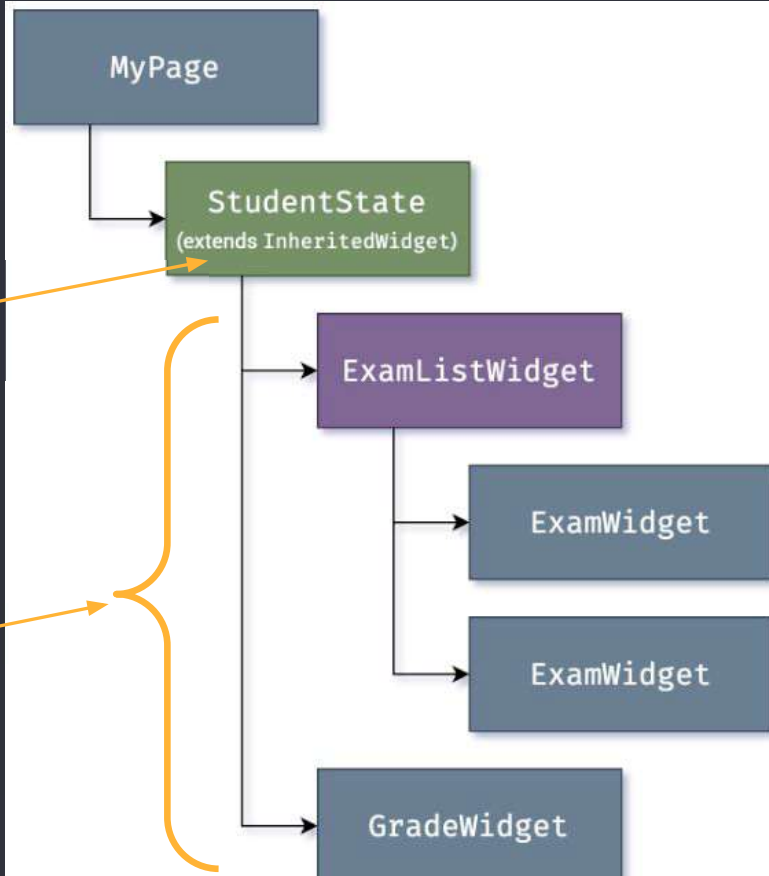 MyPage
StudentState
(extends InheritedWidget)
ExamListWidget
ExamWidget
ExamWidget
GradeWidget